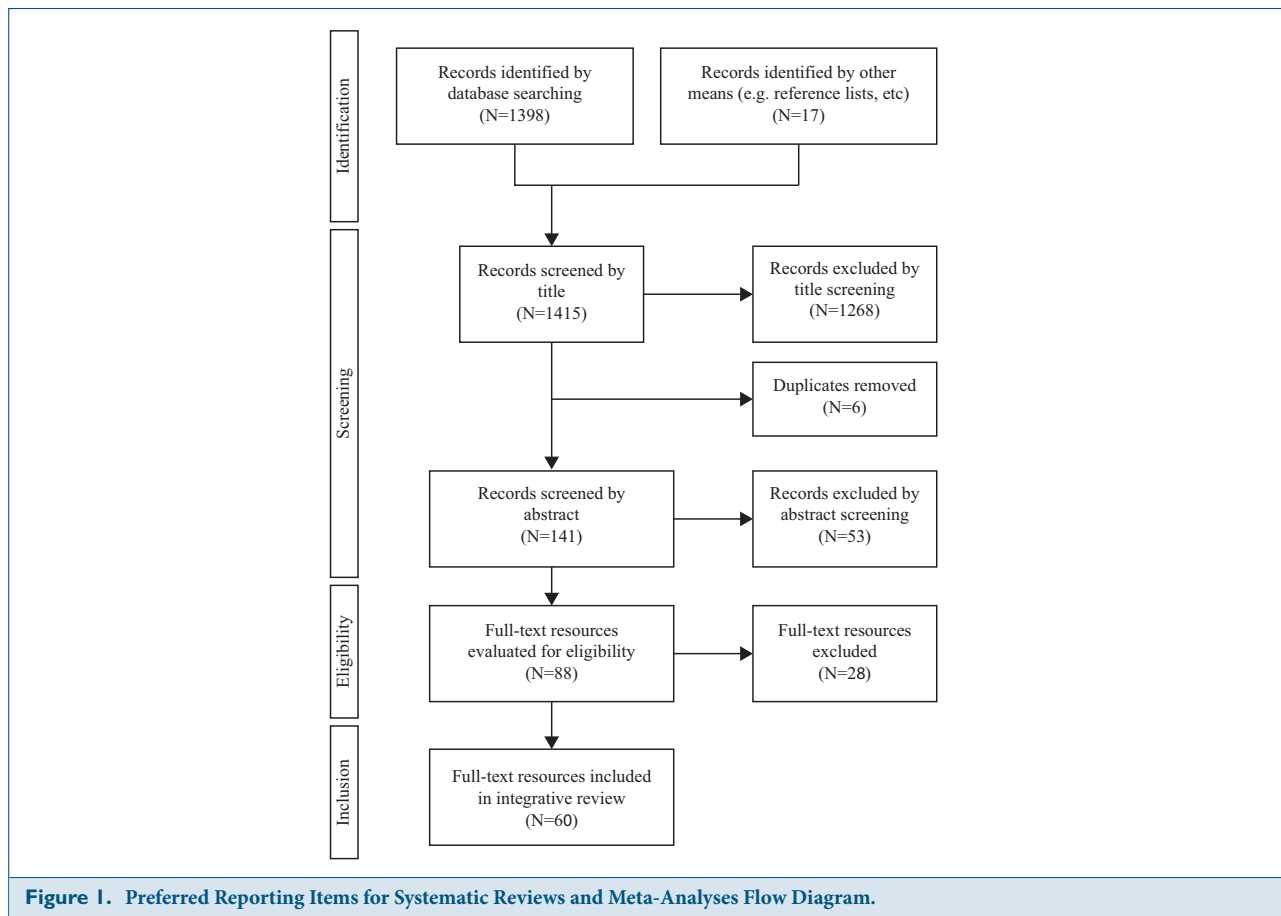 Identification
Records identified by
database searching
(N=1398)
Records identified by other
means (e.g. reference lists, etc)
(N=17)
Screening
Records screened by
title
(N=1415)
Records excluded by
title screening
(N=1268)
Duplicates removed
(N=6)
Records screened by
abstract
(N=141)
Records excluded by
abstract screening
(N=53)
Eligibility
Full-text resources
evaluated for eligibility
(N=88)
Full-text resources
excluded
(N=28)
Inclusion
Full-text resources included
in integrative review
(N=60)
Figure 1. Preferred Reporting Items for Systematic Reviews and Meta-Analyses Flow Diagram.